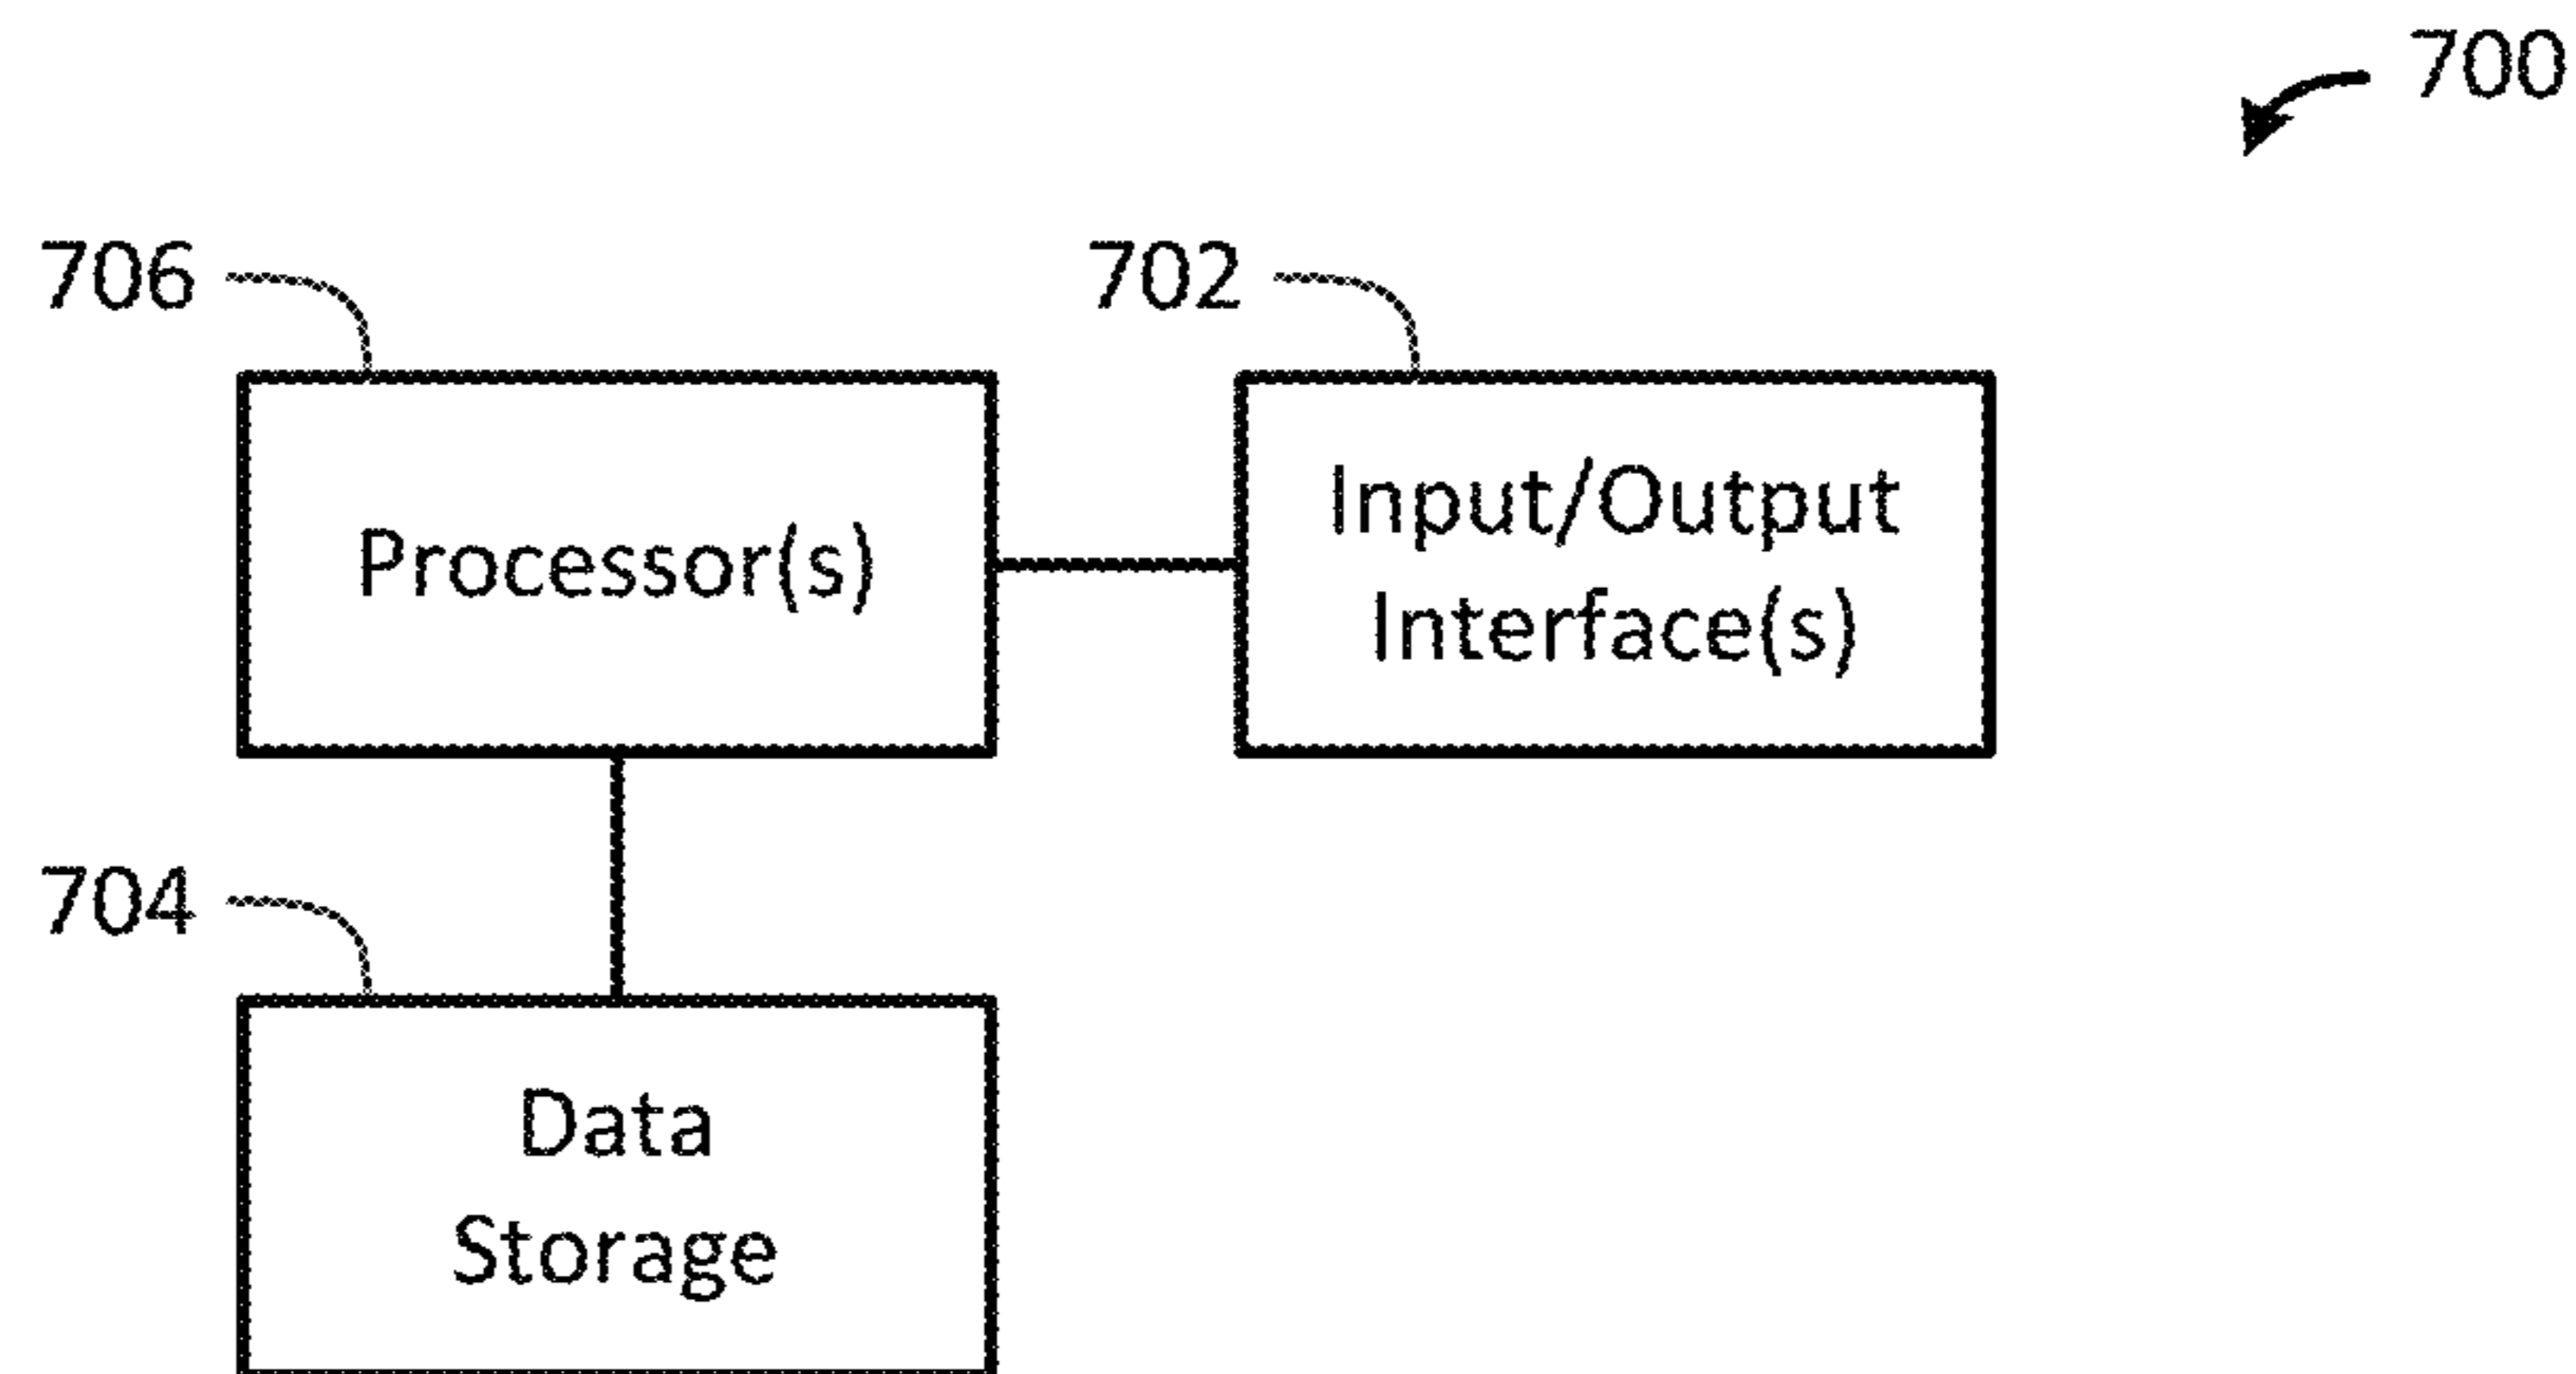 700
706
702
Processor(s)
Input/Output
Interface(s)
704
Data
Storage